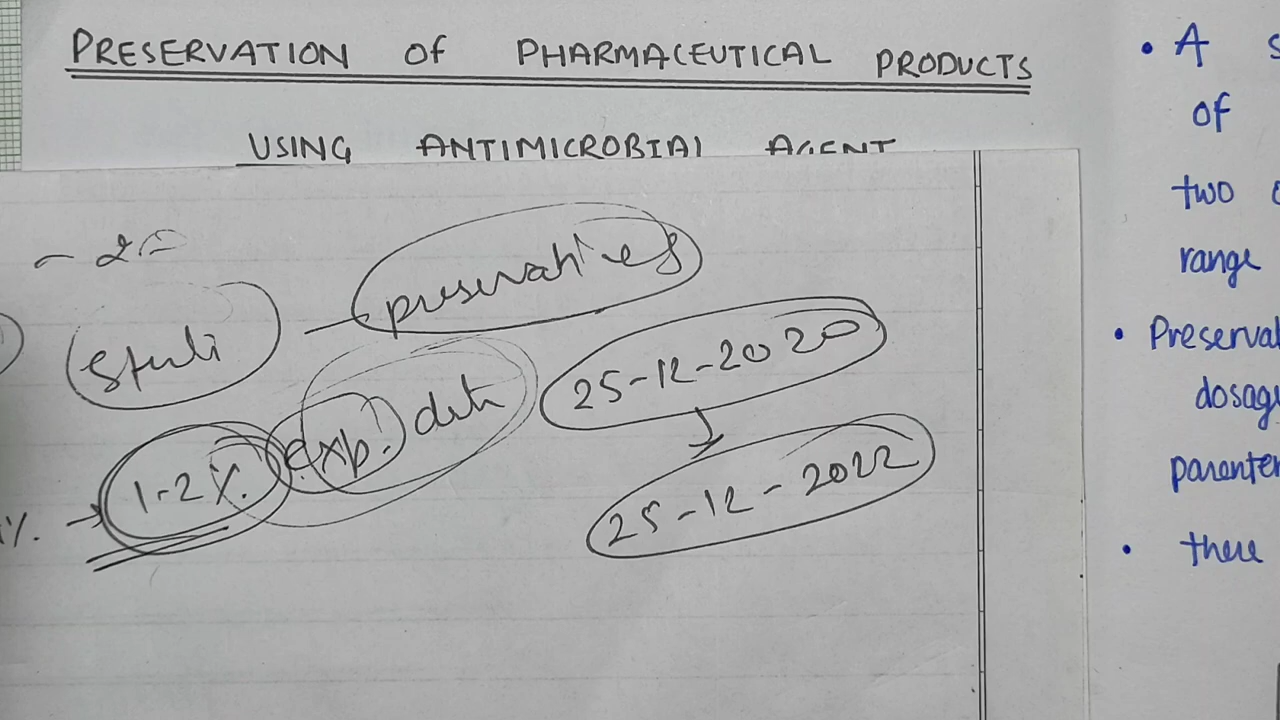 PRESERVATION Of PHARMACEUTICAL PRODUCTS
USING ANTIMICROBIAL AGENT
preservatives
25-12-2020
exp. date
1-2%.
25-12-2022
%.
• A
of
two
range
• Preserva
dosag
parenter
• there